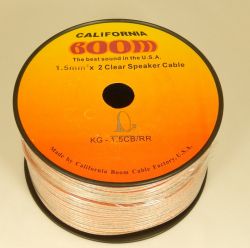 CALIFORNIA
BOOM
The best sound in the U.S.A.
1.5mm² x 2 Clear Speaker Cable
KG - 1.5CB/RR
Made by California Boom Cable Factory, U.S.A.